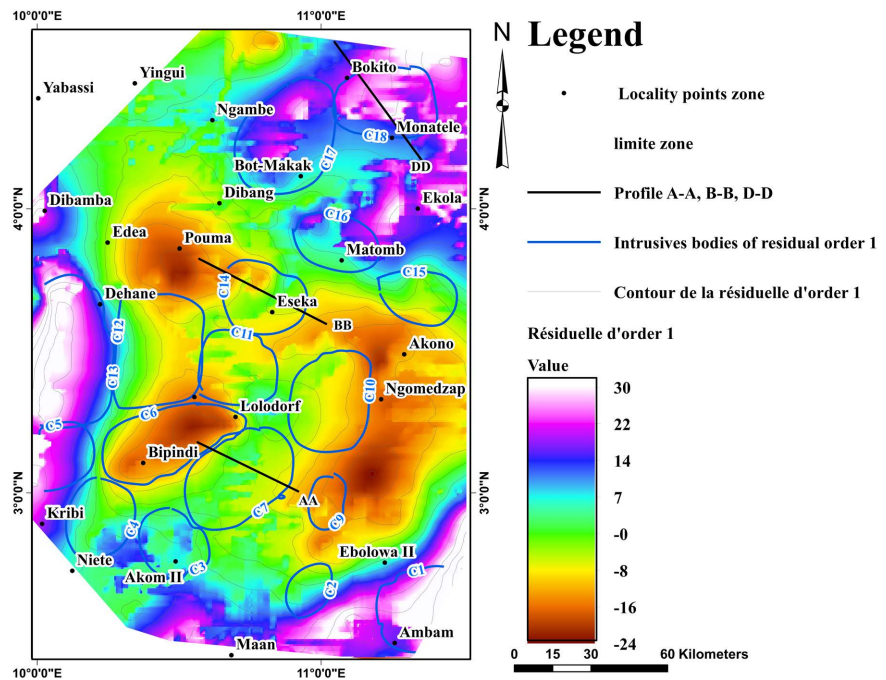 10°0'0"E
11°0'0"E
N
Legend
Yingui
Bokito
Yabassi
Locality points zone
Ngambe
Monatele
C18
limite zone
C17
DD
Bot-Makak
Dibang
Ekola
Profile A-A, B-B, D-D
Dibamba
4°0'0"N
4°0'0"N
C16
Edea
Pouma
Matomb
Intrusives bodies of residual order 1
C15
C14
Dehane
Eseka
Contour de la résiduelle d'order 1
C12
BB
C11
Résiduelle d'order 1
Akono
Value
C13
C10
Ngomedzap
30
C6
Lolodorf
C5
22
Bipindi
14
3°0'0"N
AA
3°0'0"N
7
C7
C9
Kribi
C4
-0
Ebolowa II
Niete
C3
C1
-8
Akom II
C2
-16
Ambam
Maan
-24
10°0'0"E
11°0'0"E
0 15 30 60 Kilometers